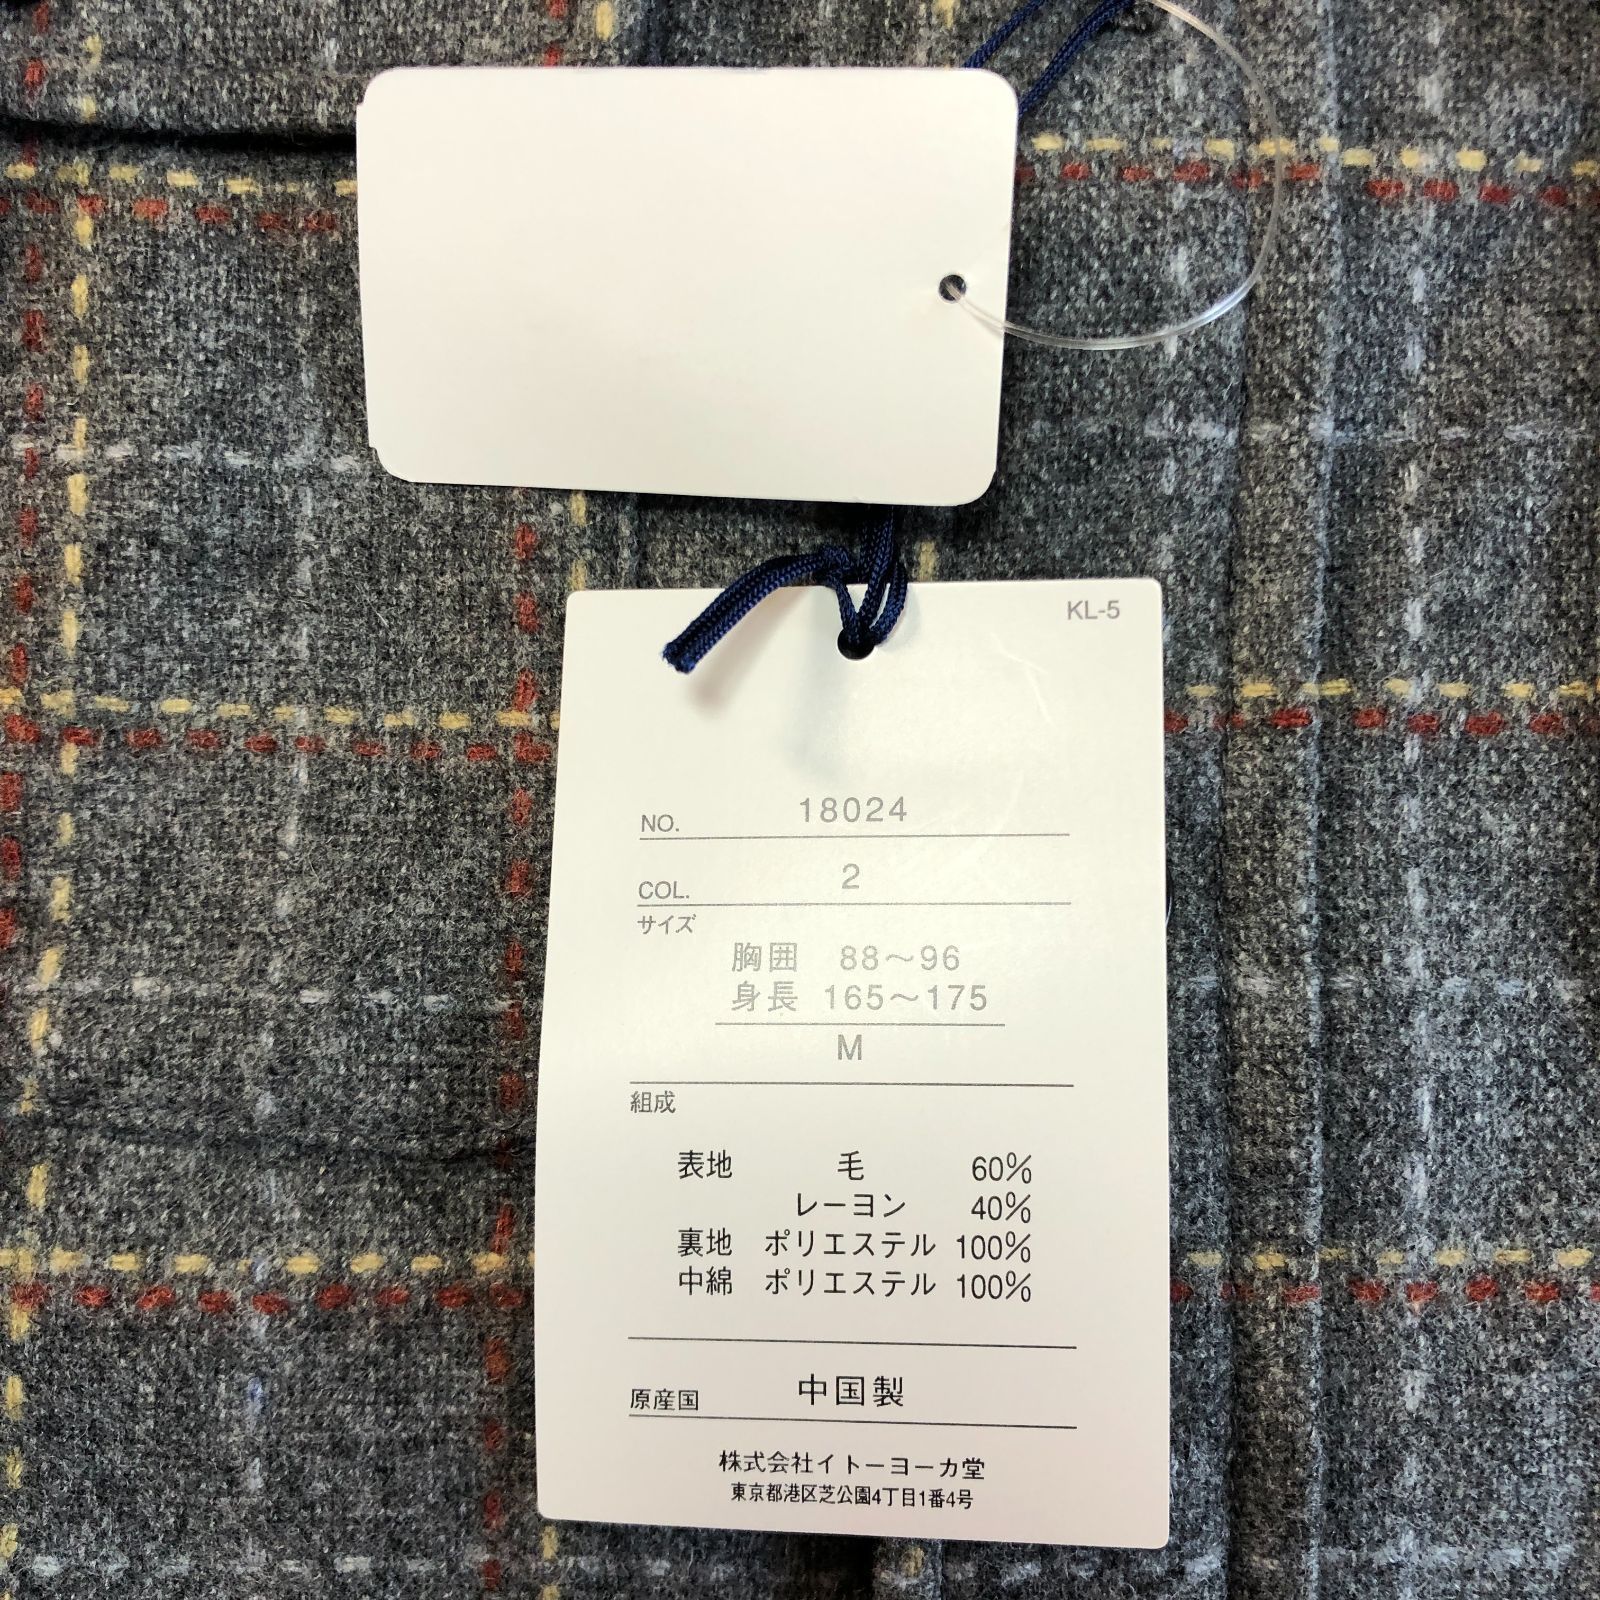 KL-5
NO. 18024
COL. 2
サイズ
胸囲 88～96
身長 165～175
M
組成
表地 毛 60%
レーヨン 40%
裏地 ポリエステル 100%
中綿 ポリエステル 100%
原産国 中国製
株式会社イトーヨーカ堂
東京都港区芝公園4丁目1番4号